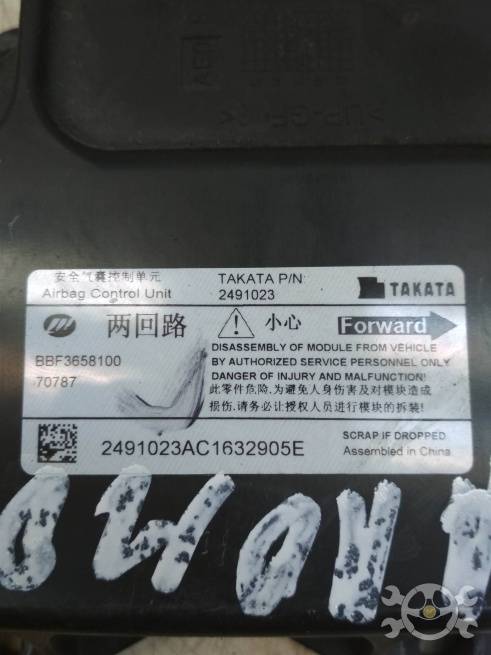 安全气囊控制单元
Airbag Control Unit
TAKATA P/N:
2491023
TAKATA
两回路
小心
Forward
BBF3658100
70787
DISASSEMBLY OF MODULE FROM VEHICLE
BY AUTHORIZED SERVICE PERSONNEL ONLY
DANGER OF INJURY AND MALFUNCTION!
此零件危险,为避免人身伤害及对模块造成
损伤,请务必让授权人员进行模块的拆装!
2491023AC1632905E
SCRAP IF DROPPED
Assembled in China